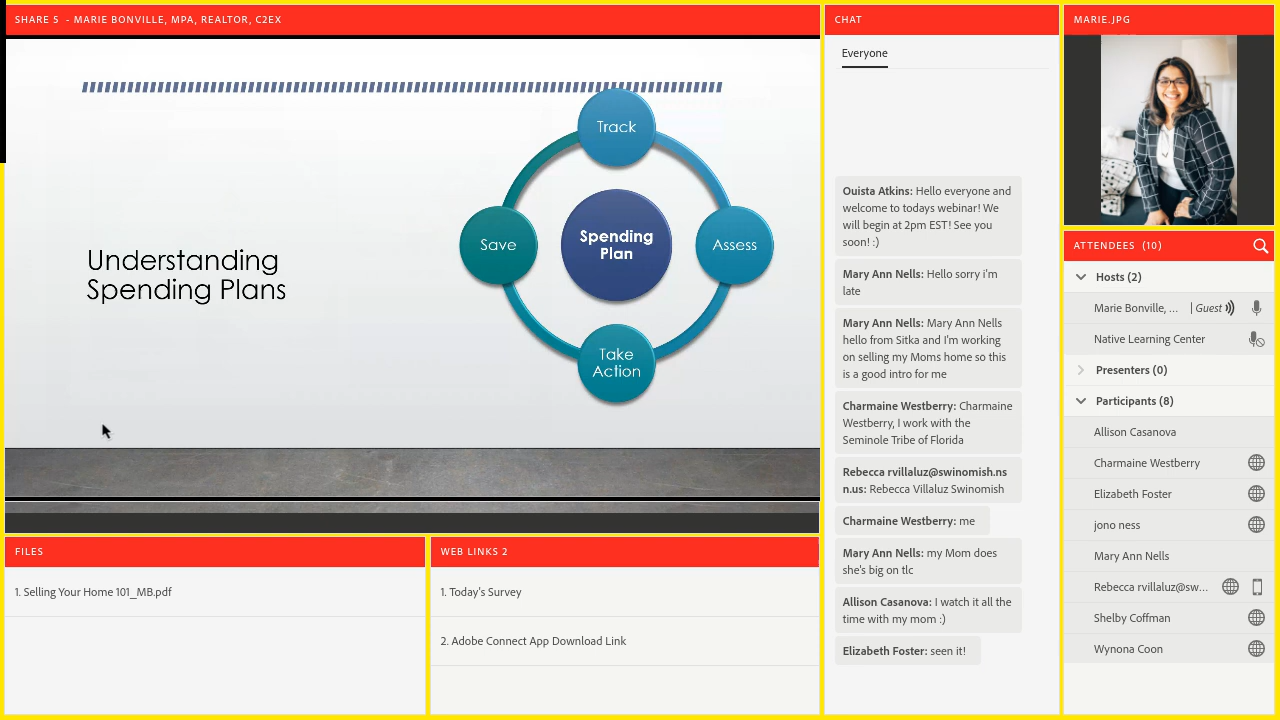 SHARE 5 - MARIE BONVILLE, MPA, REALTOR, C2EX
Understanding
Spending Plans
Track
Save
Spending
Plan
Assess
Take
Action
FILES
1. Selling Your Home 101_MB.pdf
WEB LINKS 2
1. Today's Survey
2. Adobe Connect App Download Link
CHAT
Everyone
Ouista Atkins: Hello everyone and
welcome to todays webinar! We
will begin at 2pm EST! See you
soon! :)
Mary Ann Nells: Hello sorry i'm
late
Mary Ann Nells: Mary Ann Nells
hello from Sitka and I'm working
on selling my Moms home so this
is a good intro for me
Charmaine Westberry: Charmaine
Westberry, I work with the
Seminole Tribe of Florida
Rebecca rvillaluz@swinomish.ns
n.us: Rebecca Villaluz Swinomish
Charmaine Westberry: me
Mary Ann Nells: my Mom does
she's big on tlc
Allison Casanova: I watch it all the
time with my mom :)
Elizabeth Foster: seen it!
MARIE.JPG
ATTENDEES (10)
Hosts (2)
Marie Bonville, ... | Guest
Native Learning Center
Presenters (0)
Participants (8)
Allison Casanova
Charmaine Westberry
Elizabeth Foster
jono ness
Mary Ann Nells
Rebecca rvillaluz@sw...
Shelby Coffman
Wynona Coon